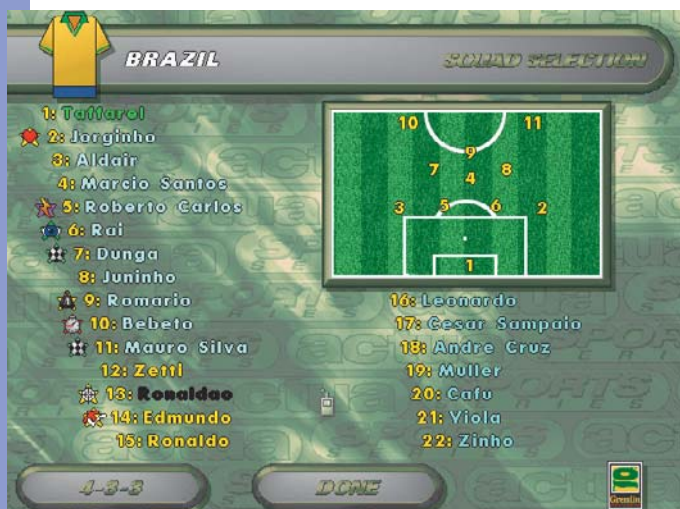 BRAZIL
SQUAD SELECTION
1: Taffarel
2: Jorginho
3: Aldair
4: Marcio Santos
5: Roberto Carlos
6: Rai
7: Dunga
8: Juninho
9: Romario
10: Bebeto
11: Mauro Silva
12: Zetti
13: Ronaldao
14: Edmundo
15: Ronaldo
10 11
9
7 8
4
3 5 6 2
1
16: Leonardo
17: Cesar Sampaio
18: Andre Cruz
19: Muller
20: Cafu
21: Viola
22: Zinho
4-3-3
DONE
Gremlin